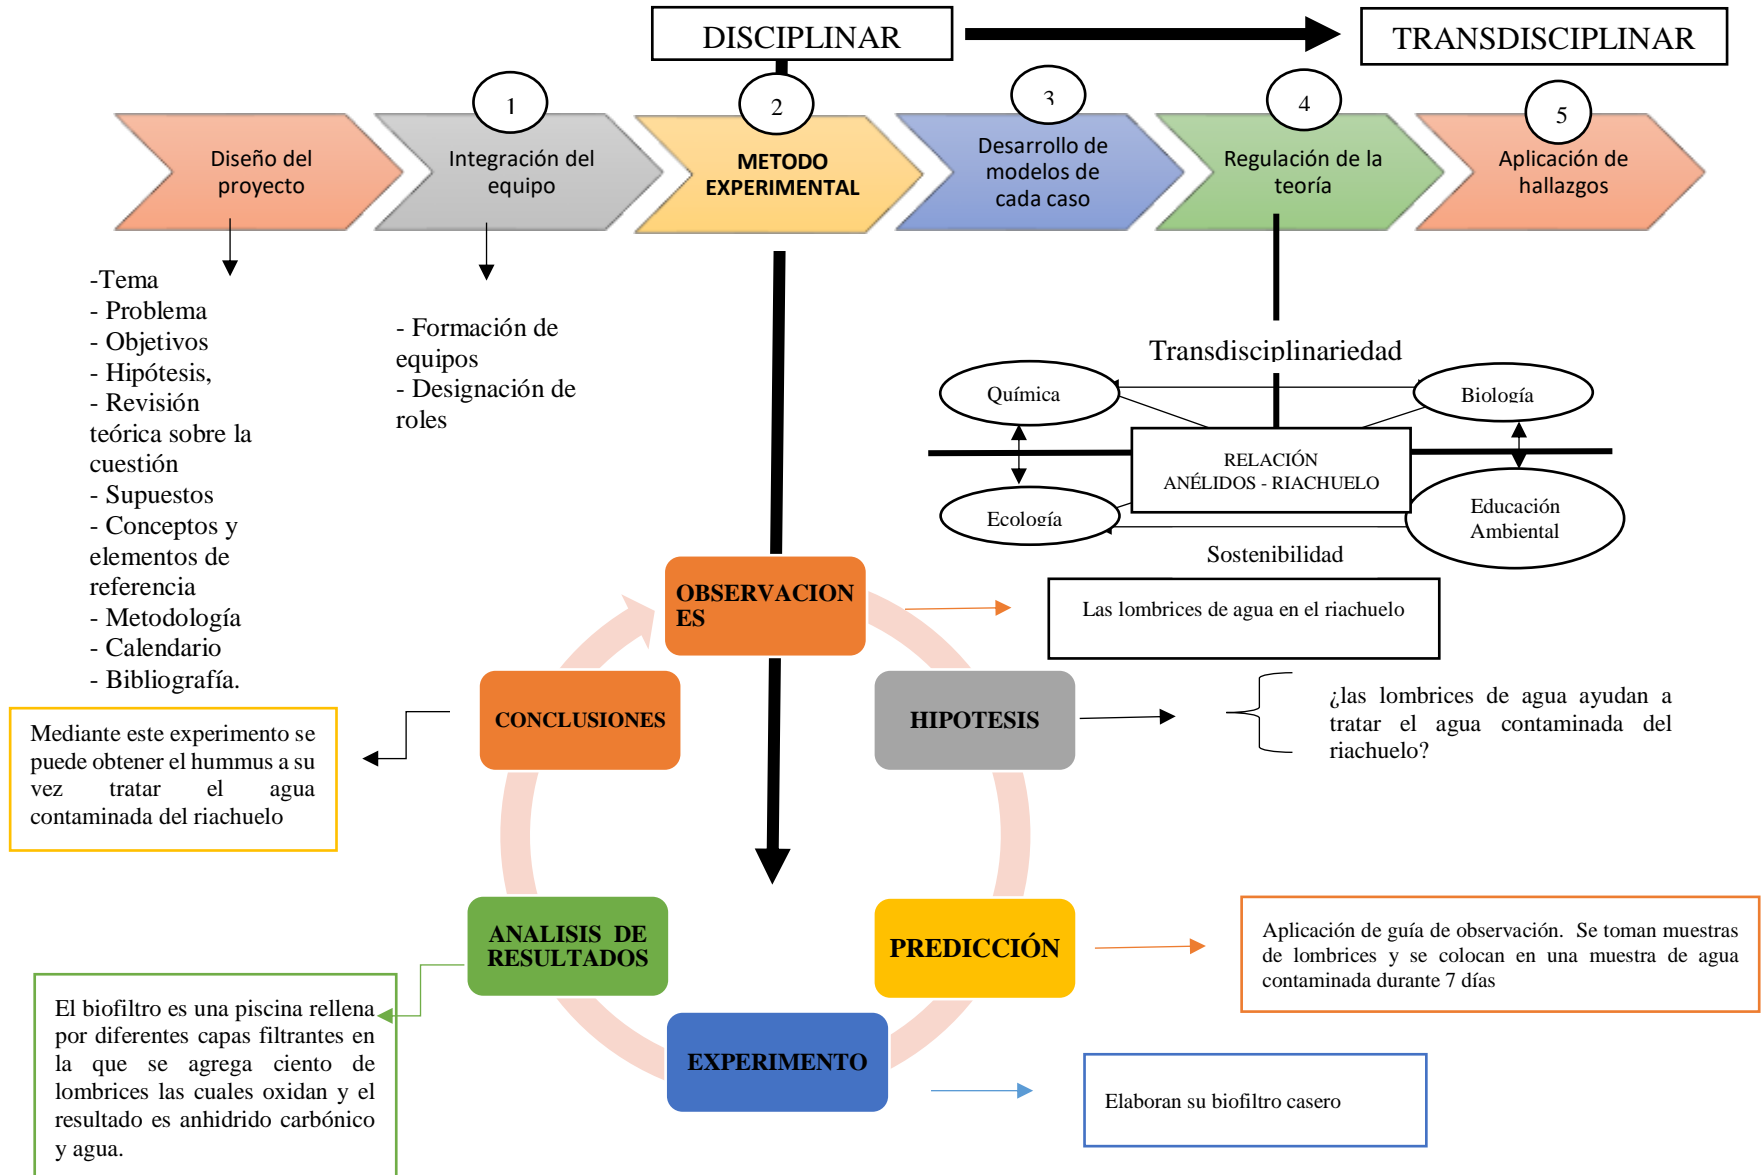 DISCIPLINAR
TRANSDISCIPLINAR
1
2
3
4
5
Diseño del
proyecto
Integración del
equipo
METODO
EXPERIMENTAL
Desarrollo de
modelos de
cada caso
Regulación de la
teoría
Aplicación de
hallazgos
-Tema
- Problema
- Objetivos
- Hipótesis,
- Revisión
teórica sobre la
cuestión
- Supuestos
- Conceptos y
elementos de
referencia
- Metodología
- Calendario
- Bibliografía.
- Formación de
equipos
- Designación de
roles
Transdisciplinariedad
Química
Biología
RELACIÓN
ANÉLIDOS - RIACHUELO
Ecología
Educación
Ambiental
Sostenibilidad
OBSERVACION
ES
Las lombrices de agua en el riachuelo
HIPOTESIS
¿las lombrices de agua ayudan a
tratar el agua contaminada del
riachuelo?
PREDICCIÓN
Aplicación de guía de observación. Se toman muestras
de lombrices y se colocan en una muestra de agua
contaminada durante 7 días
EXPERIMENTO
Elaboran su biofiltro casero
ANALISIS DE
RESULTADOS
El biofiltro es una piscina rellena
por diferentes capas filtrantes en
la que se agrega ciento de
lombrices las cuales oxidan y el
resultado es anhidrido carbónico
y agua.
CONCLUSIONES
Mediante este experimento se
puede obtener el hummus a su
vez tratar el agua
contaminada del riachuelo